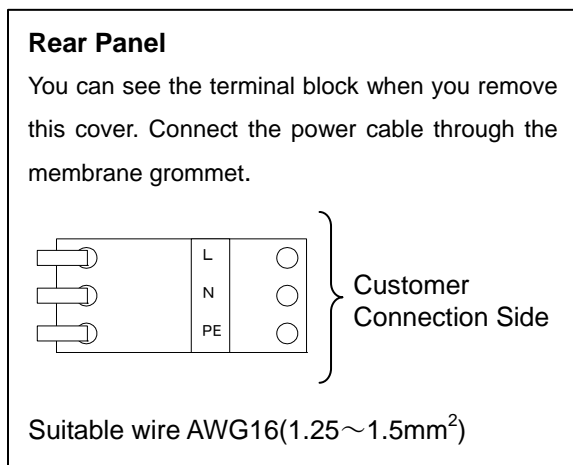 Rear Panel
You can see the terminal block when you remove
this cover. Connect the power cable through the
membrane grommet.
L
N
PE
Customer
Connection Side
Suitable wire AWG16(1.25～1.5mm²)